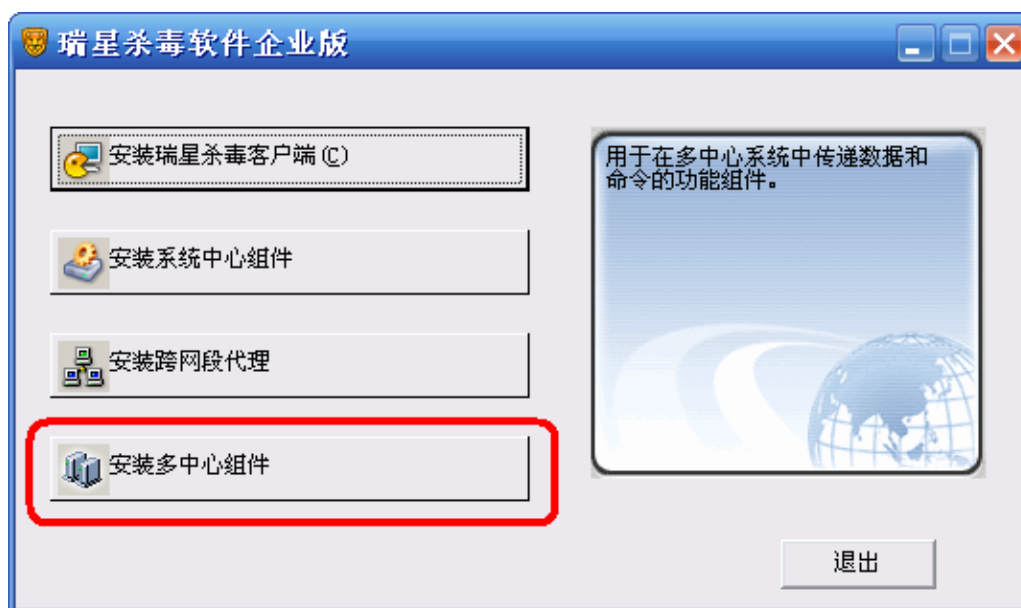 瑞星杀毒软件企业版
安装瑞星杀毒客户端(C)
用于在多中心系统中传递数据和
命令的功能组件。
安装系统中心组件
安装跨网段代理
安装多中心组件
退出